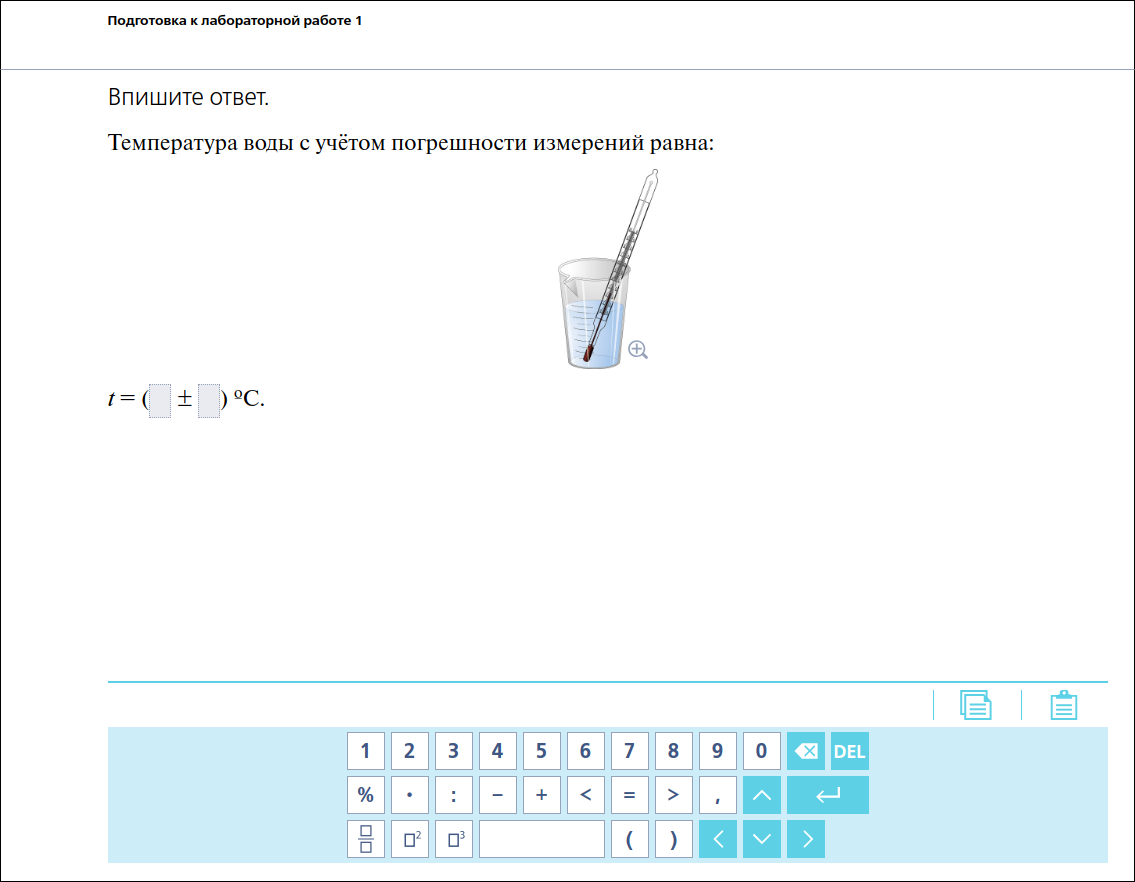 Подготовка к лабораторной работе 1
Впишите ответ.
Температура воды с учётом погрешности измерений равна:
t = ( ± ) ºC.
1 2 3 4 5 6 7 8 9 0 DEL
% · : − + < = > ,
□/□ □² □³ ( )